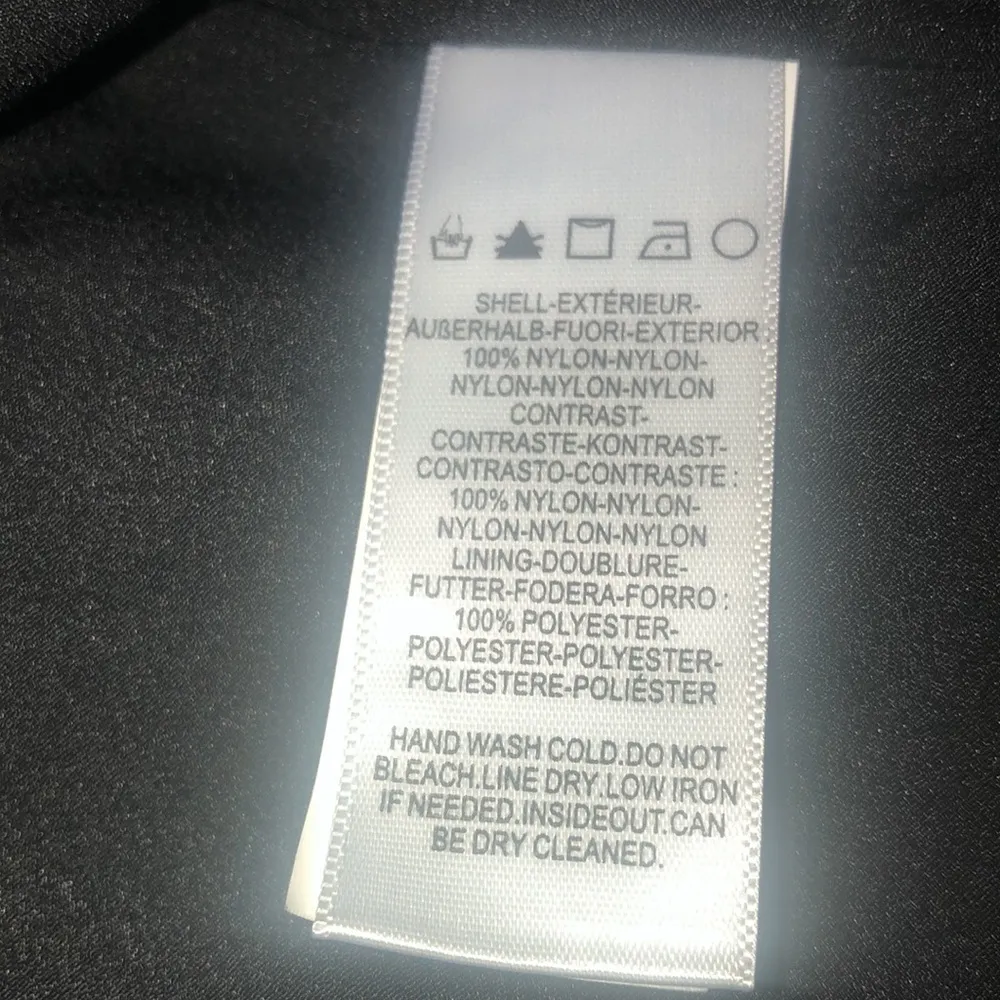 SHELL-EXTÉRIEUR-
AUßERHALB-FUORI-EXTERIOR
100% NYLON-NYLON-
NYLON-NYLON-NYLON
CONTRAST-
CONTRASTE-KONTRAST-
CONTRASTO-CONTRASTE :
100% NYLON-NYLON-
NYLON-NYLON-NYLON
LINING-DOUBLURE-
FUTTER-FODERA-FORRO :
100% POLYESTER-
POLYESTER-POLYESTER-
POLIESTERE-POLIÉSTER
HAND WASH COLD.DO NOT
BLEACH.LINE DRY.LOW IRON
IF NEEDED.INSIDEOUT.CAN
BE DRY CLEANED.